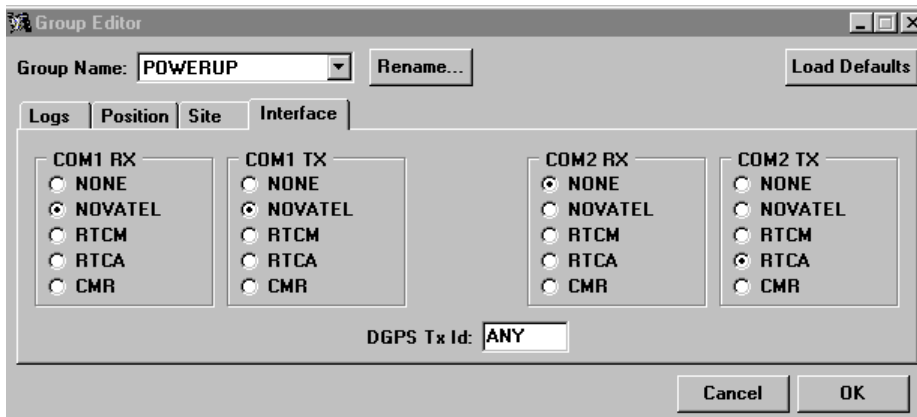 Group Editor
Group Name: POWERUP Rename... Load Defaults
Logs Position Site Interface
COM1 RX
NONE
NOVATEL
RTCM
RTCA
CMR
COM1 TX
NONE
NOVATEL
RTCM
RTCA
CMR
COM2 RX
NONE
NOVATEL
RTCM
RTCA
CMR
COM2 TX
NONE
NOVATEL
RTCM
RTCA
CMR
DGPS Tx Id: ANY
Cancel OK